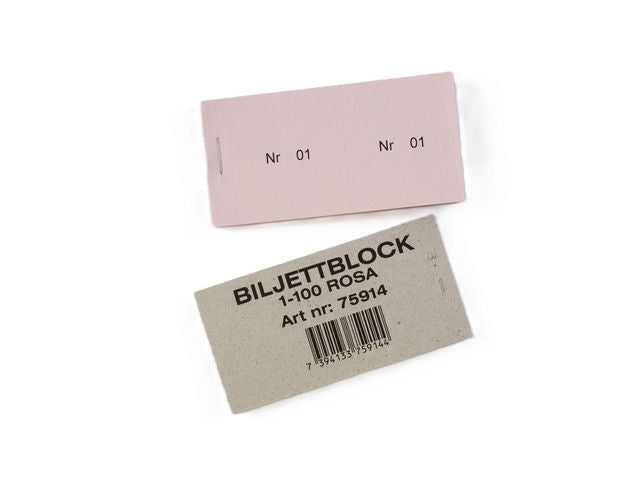 Nr 01 Nr 01
BILJETTBLOCK
1-100 ROSA
Art nr: 75914
7 394133 759144